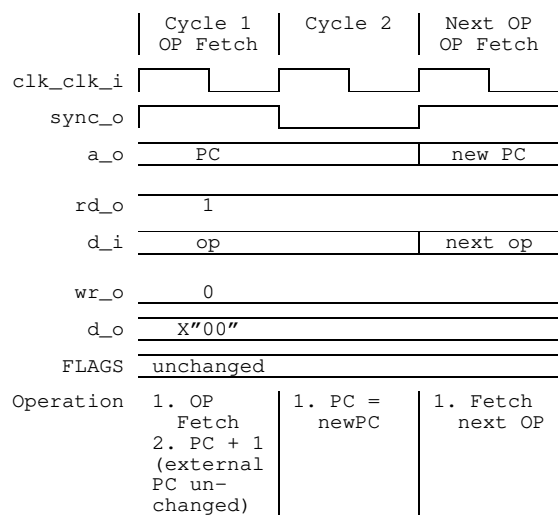 Cycle 1 Cycle 2 Next OP
OP Fetch OP Fetch
clk_clk_i
sync_o
a_o PC new PC
rd_o 1
d_i op next op
wr_o 0
d_o X"00"
FLAGS unchanged
Operation 1. OP 1. PC = 1. Fetch
Fetch newPC next OP
2. PC + 1
(external
PC un-
changed)